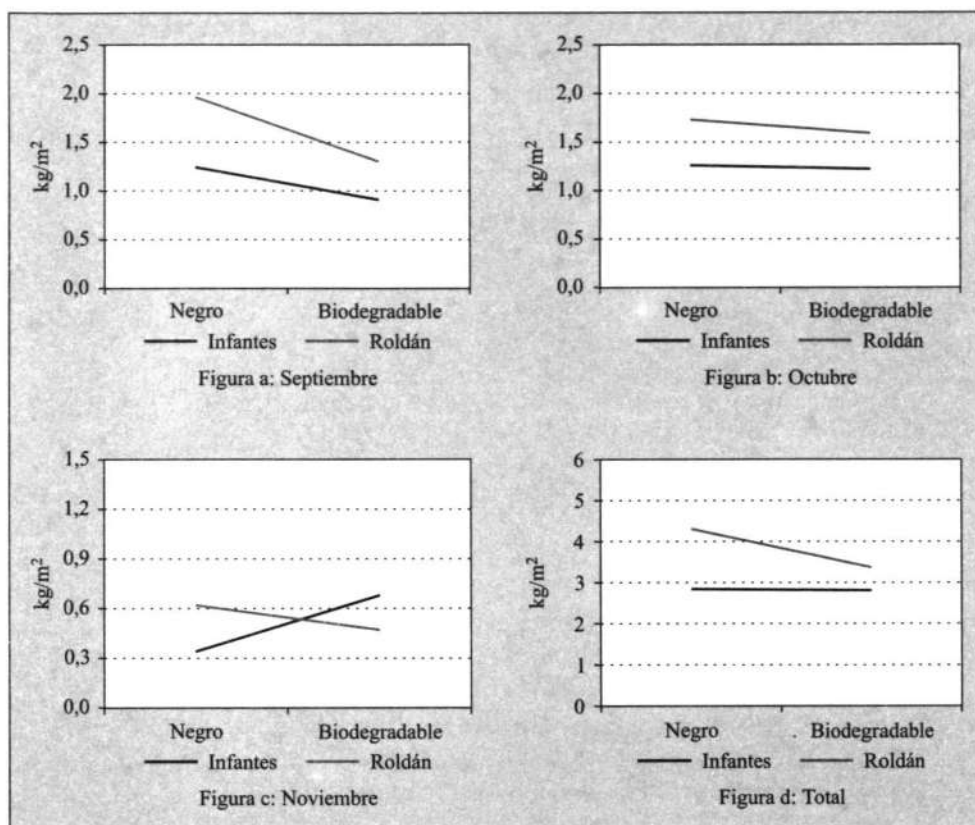 2,5
2,0
1,5
1,0
0,5
0,0
kg/m²
Negro Biodegradable
Infantes Roldán
Figura a: Septiembre
2,5
2,0
1,5
1,0
0,5
0,0
kg/m²
Negro Biodegradable
Infantes Roldán
Figura b: Octubre
1,5
1,2
0,9
0,6
0,3
0,0
kg/m²
Negro Biodegradable
Infantes Roldán
Figura c: Noviembre
6
5
4
3
2
1
0
kg/m²
Negro Biodegradable
Infantes Roldán
Figura d: Total